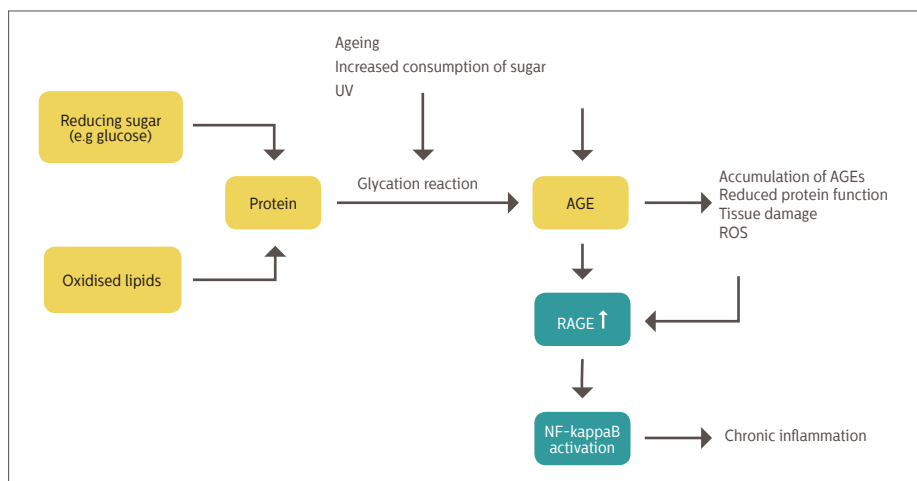 Ageing
Increased consumption of sugar
UV
Reducing sugar
(e.g glucose)
Protein
Glycation reaction
AGE
Accumulation of AGEs
Reduced protein function
Tissue damage
ROS
Oxidised lipids
RAGE ↑
NF-kappaB
activation
Chronic inflammation